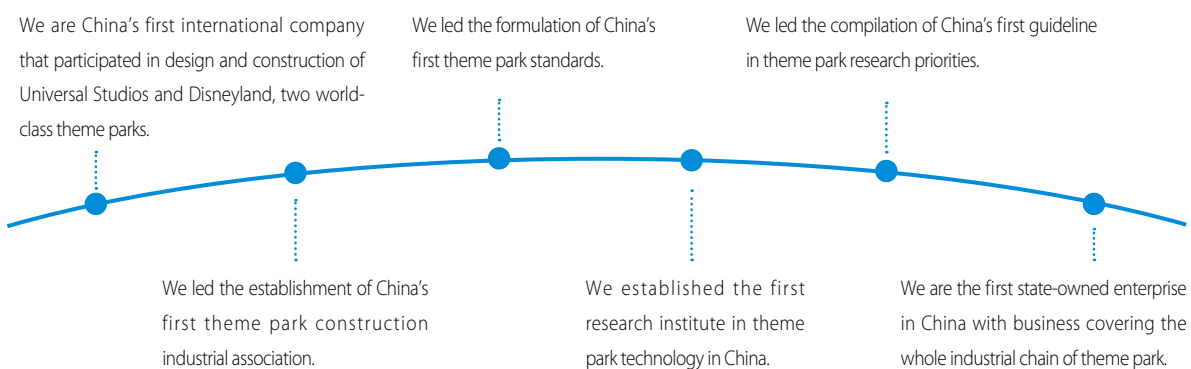 We are China's first international company
that participated in design and construction of
Universal Studios and Disneyland, two world-
class theme parks.
We led the establishment of China's
first theme park construction
industrial association.
We led the formulation of China's
first theme park standards.
We established the first
research institute in theme
park technology in China.
We led the compilation of China's first guideline
in theme park research priorities.
We are the first state-owned enterprise
in China with business covering the
whole industrial chain of theme park.